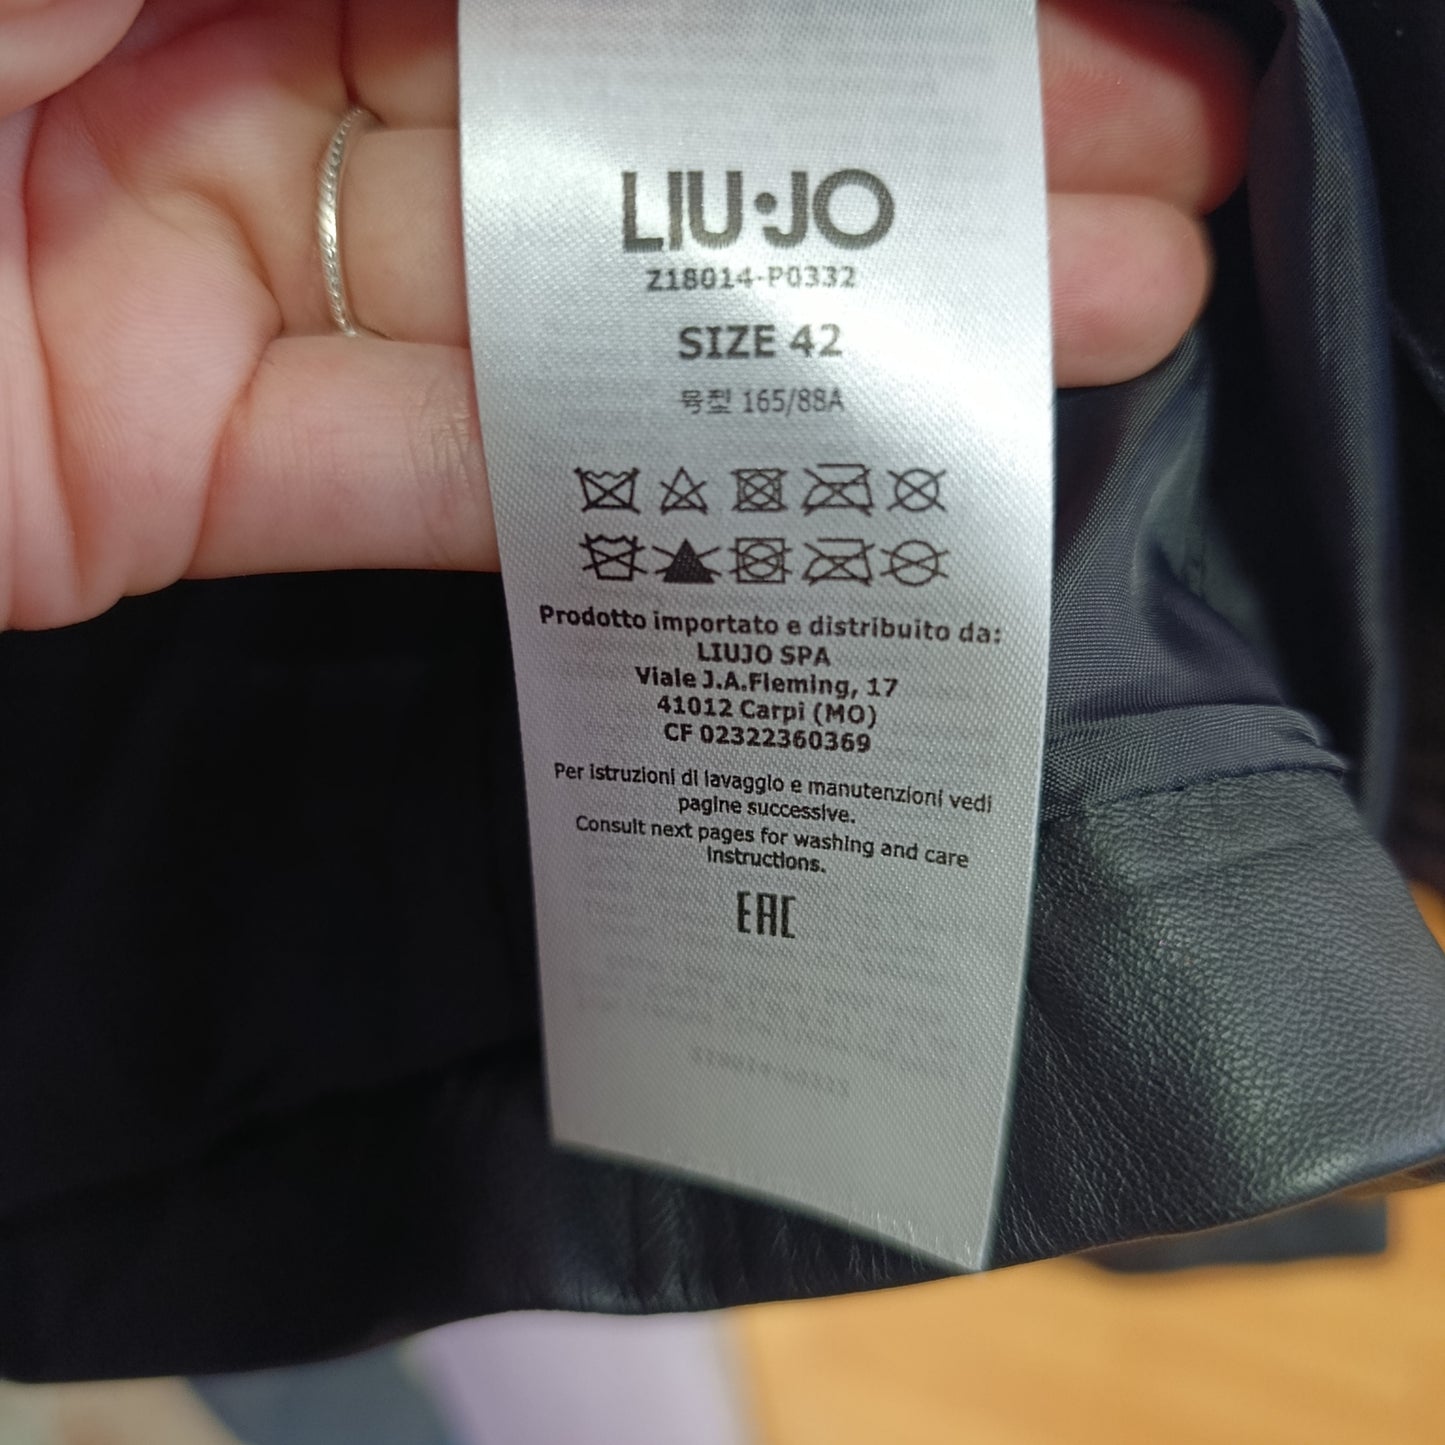 LIU·JO
Z18014-P0332
SIZE 42
号型 165/88A
Prodotto importato e distribuito da:
LIUJO SPA
Viale J.A.Fleming, 17
41012 Carpi (MO)
CF 02322360369
Per istruzioni di lavaggio e manutenzioni vedi
pagine successive.
Consult next pages for washing and care
instructions.
EAC